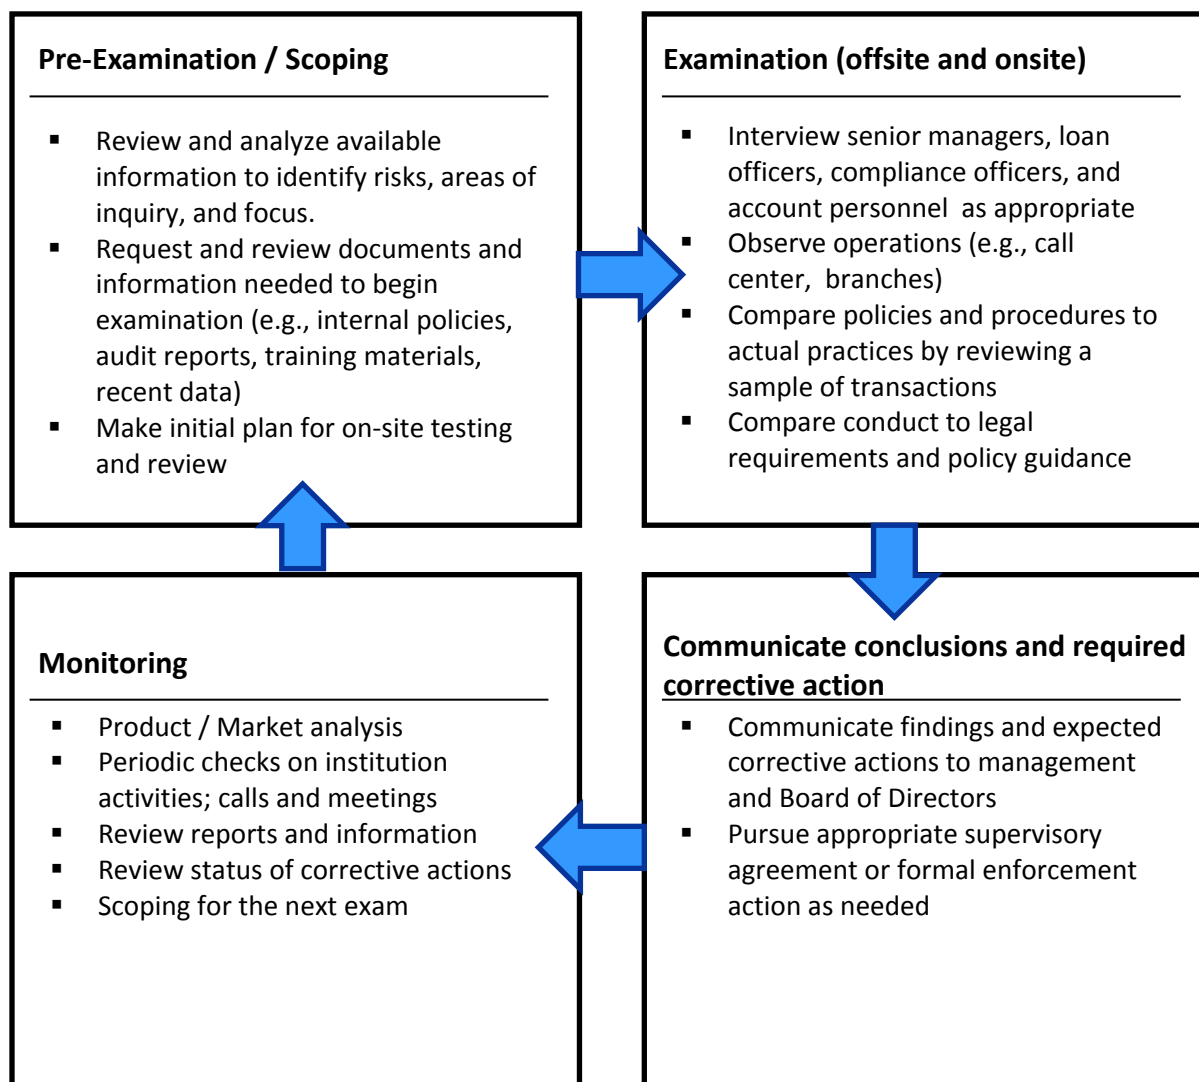 Pre-Examination / Scoping
▪ Review and analyze available
information to identify risks, areas of
inquiry, and focus.
▪ Request and review documents and
information needed to begin
examination (e.g., internal policies,
audit reports, training materials,
recent data)
▪ Make initial plan for on-site testing
and review
Examination (offsite and onsite)
▪ Interview senior managers, loan
officers, compliance officers, and
account personnel as appropriate
▪ Observe operations (e.g., call
center, branches)
▪ Compare policies and procedures to
actual practices by reviewing a
sample of transactions
▪ Compare conduct to legal
requirements and policy guidance
Communicate conclusions and required
corrective action
▪ Communicate findings and expected
corrective actions to management
and Board of Directors
▪ Pursue appropriate supervisory
agreement or formal enforcement
action as needed
Monitoring
▪ Product / Market analysis
▪ Periodic checks on institution
activities; calls and meetings
▪ Review reports and information
▪ Review status of corrective actions
▪ Scoping for the next exam